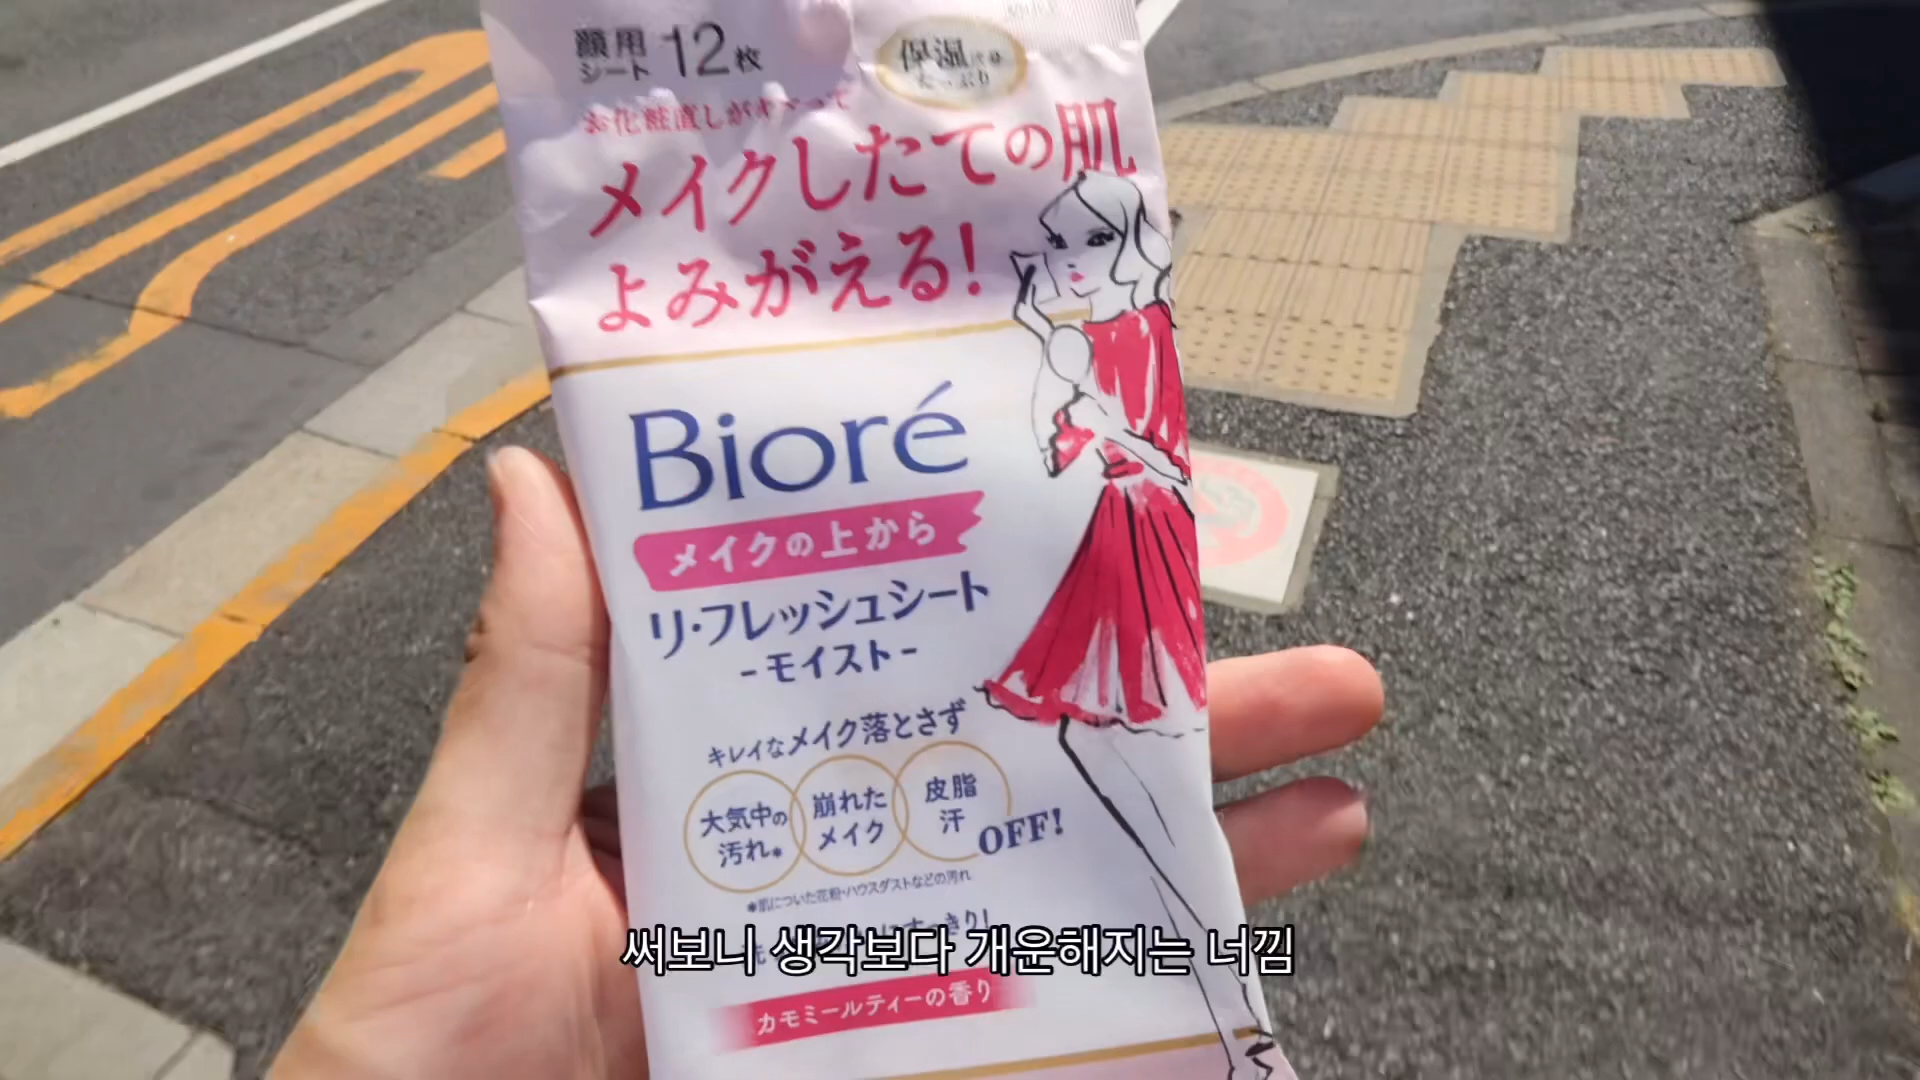 顔用
シート 12枚
保湿
たっぷり
お化粧直しがキ
メイクしたての肌
よみがえる!
Bioré
メイクの上から
リ・フレッシュシート
-モイスト-
キレイなメイク落とさず
大気中の
汚れ*
崩れた
メイク
皮脂
汗
OFF!
*肌についた花粉・ハウスダストなどの汚れ
써보니 생각보다 개운해지는 너낌
カモミールティーの香り